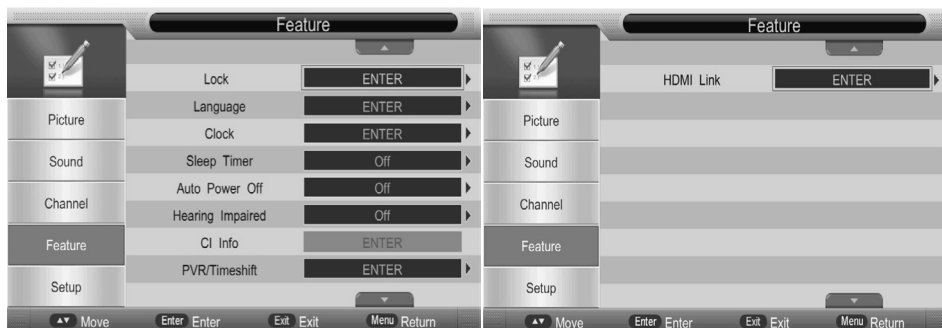 Feature
Lock ENTER
Language ENTER
Picture
Clock ENTER
Sound
Sleep Timer Off
Auto Power Off Off
Channel
Hearing Impaired Off
Feature
CI Info ENTER
PVR/Timeshift ENTER
Setup
Move Enter Enter Exit Exit Menu Return
Feature
HDMI Link ENTER
Picture
Sound
Channel
Feature
Setup
Move Enter Enter Exit Exit Menu Return